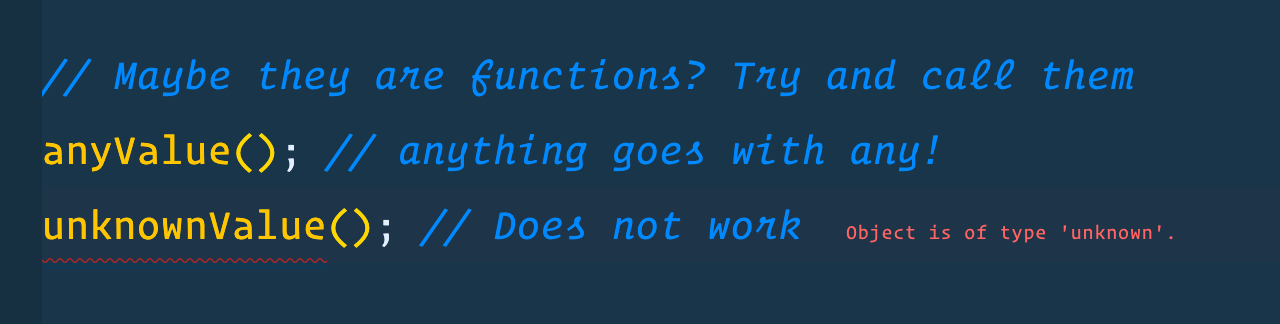 // Maybe they are functions? Try and call them
anyValue(); // anything goes with any!
unknownValue(); // Does not work Object is of type 'unknown'.